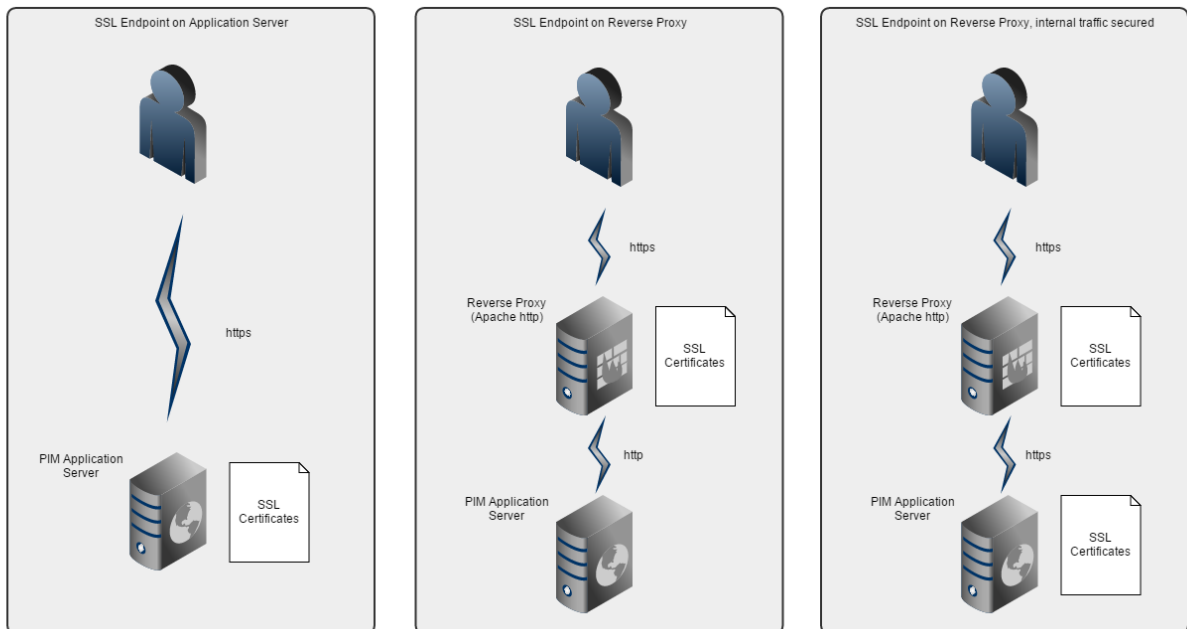 SSL Endpoint on Application Server
https
PIM Application
Server
SSL
Certificates
SSL Endpoint on Reverse Proxy
https
Reverse Proxy
(Apache http)
SSL
Certificates
http
PIM Application
Server
SSL Endpoint on Reverse Proxy, internal traffic secured
https
Reverse Proxy
(Apache http)
SSL
Certificates
https
PIM Application
Server
SSL
Certificates